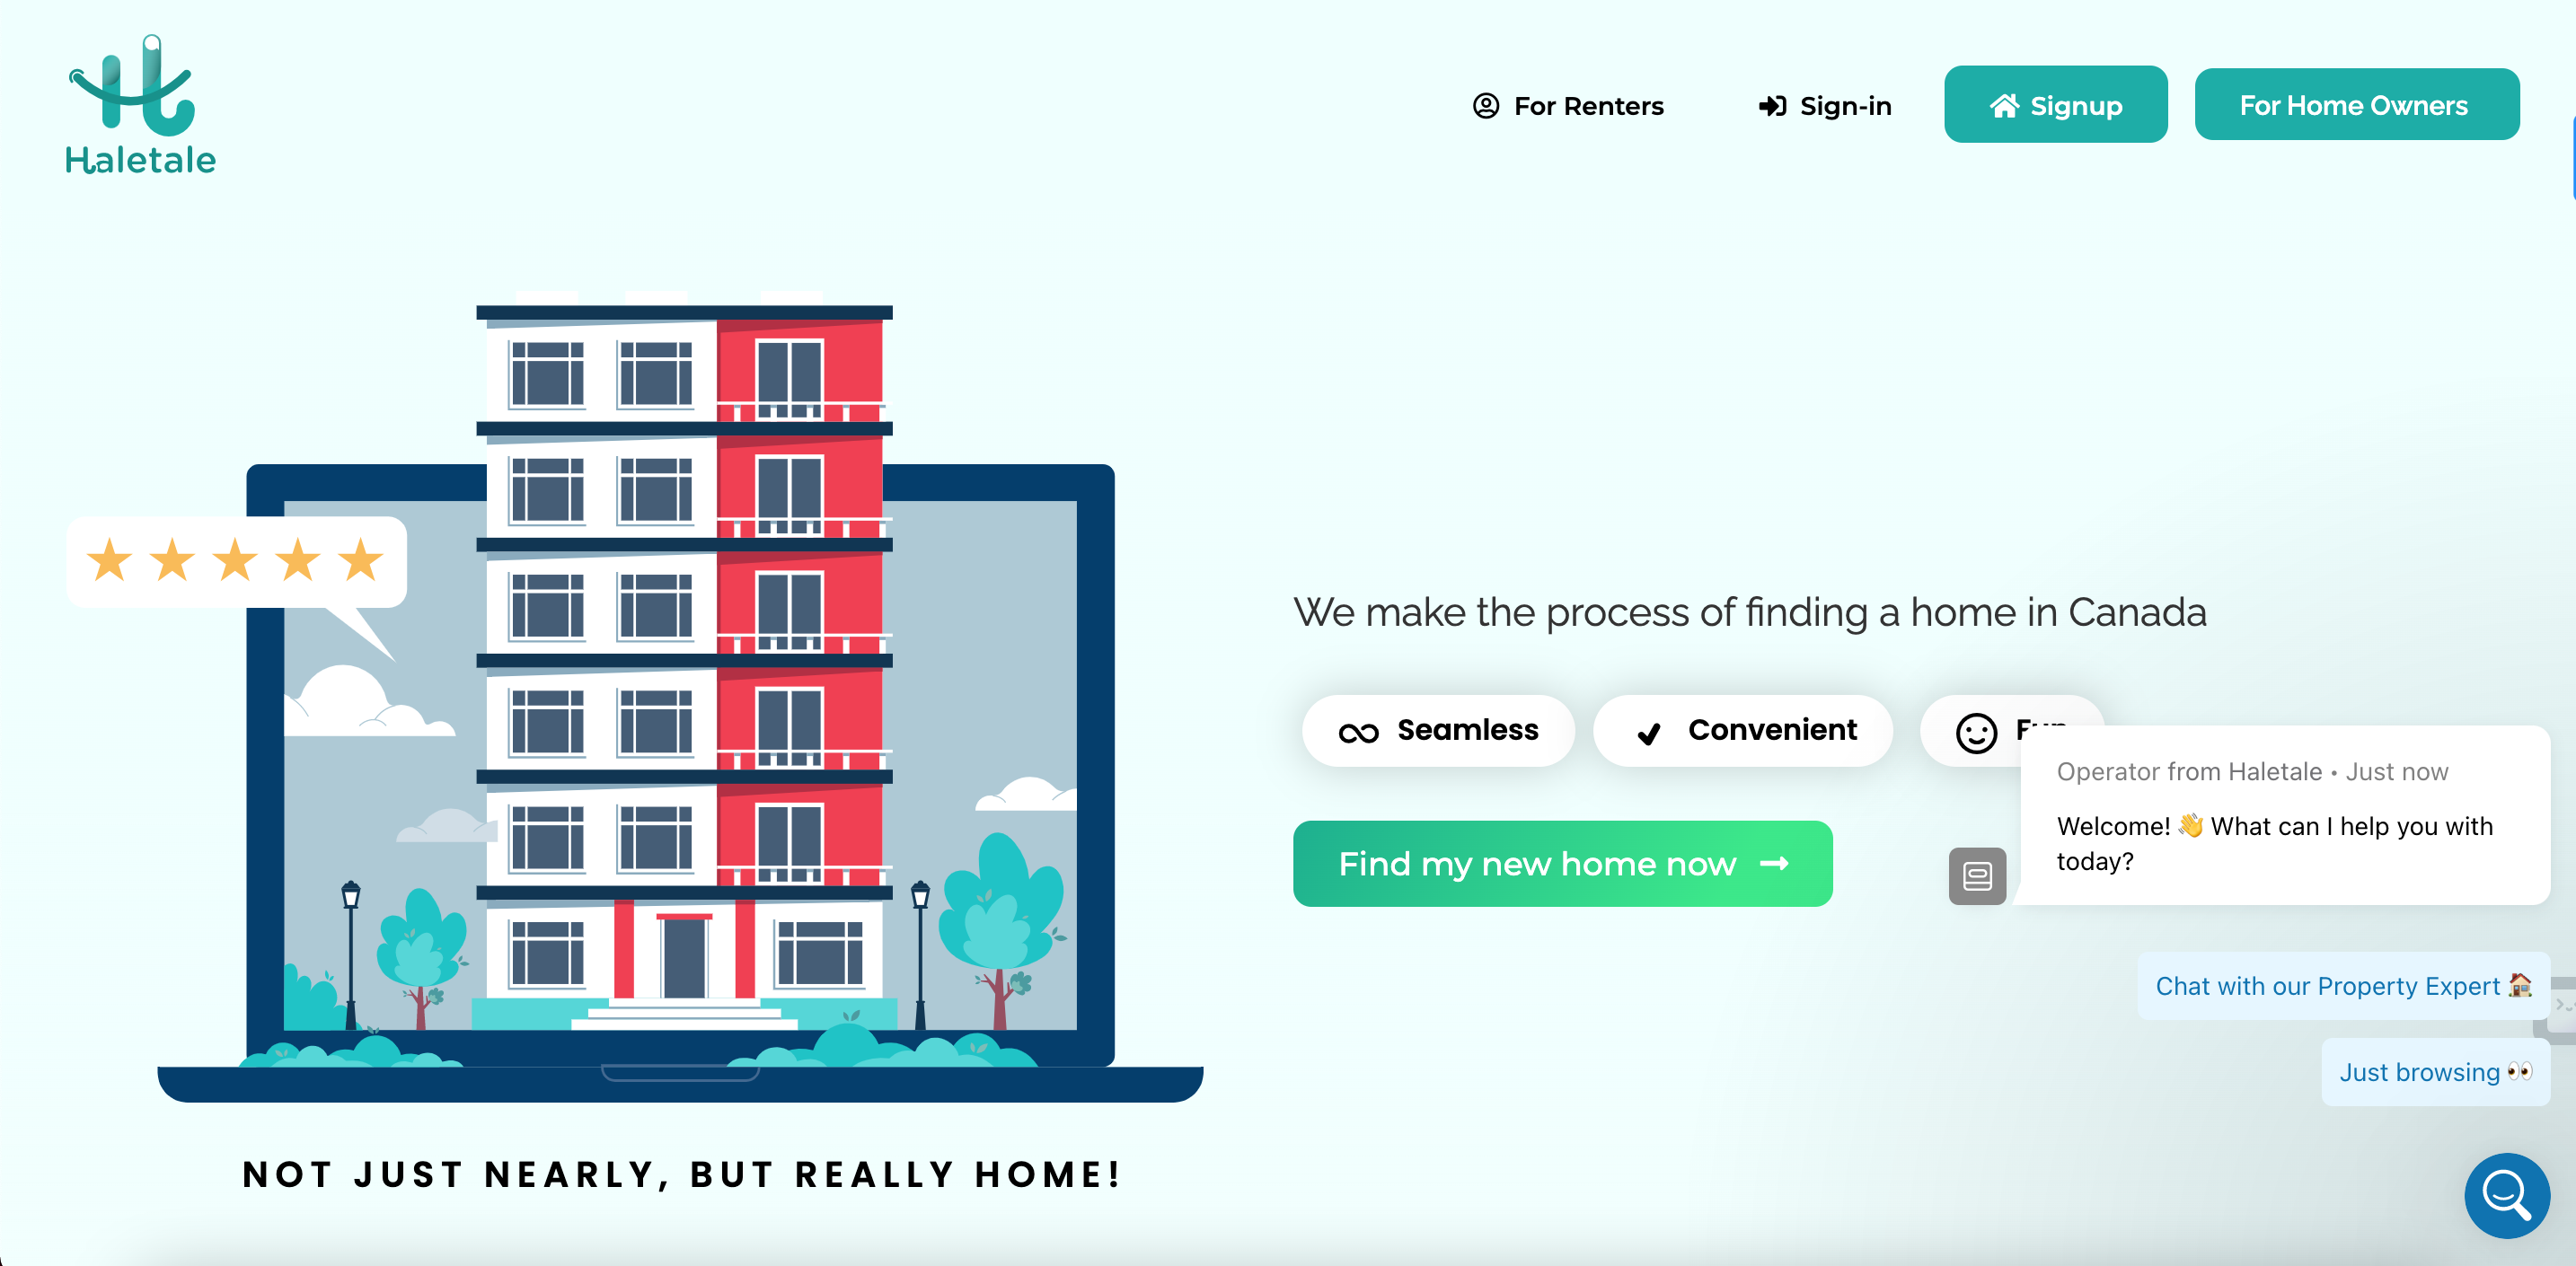 Haletale
For Renters
Sign-in
Signup
For Home Owners
We make the process of finding a home in Canada
Seamless
Convenient
Find my new home now
Operator from Haletale • Just now
Welcome! 👋 What can I help you with
today?
Chat with our Property Expert 🏠
Just browsing 👀
NOT JUST NEARLY, BUT REALLY HOME!